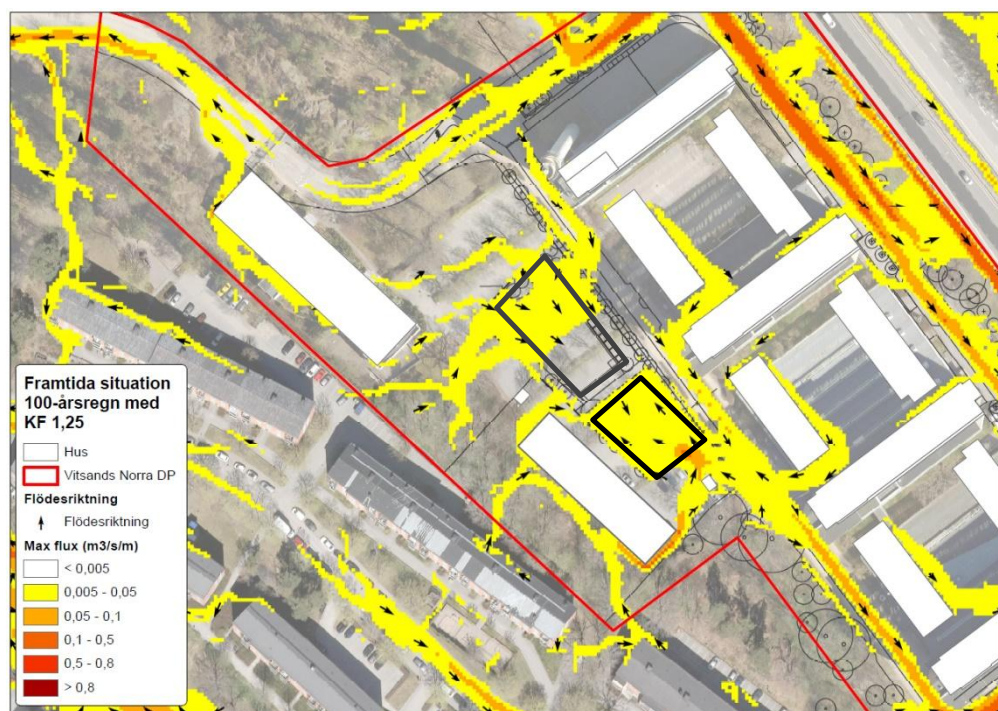 Framtida situation
100-årsregn med
KF 1,25
Hus
Vitsands Norra DP
Flödesriktning
Flödesriktning
Max flux (m3/s/m)
< 0,005
0,005 - 0,05
0,05 - 0,1
0,1 - 0,5
0,5 - 0,8
> 0,8